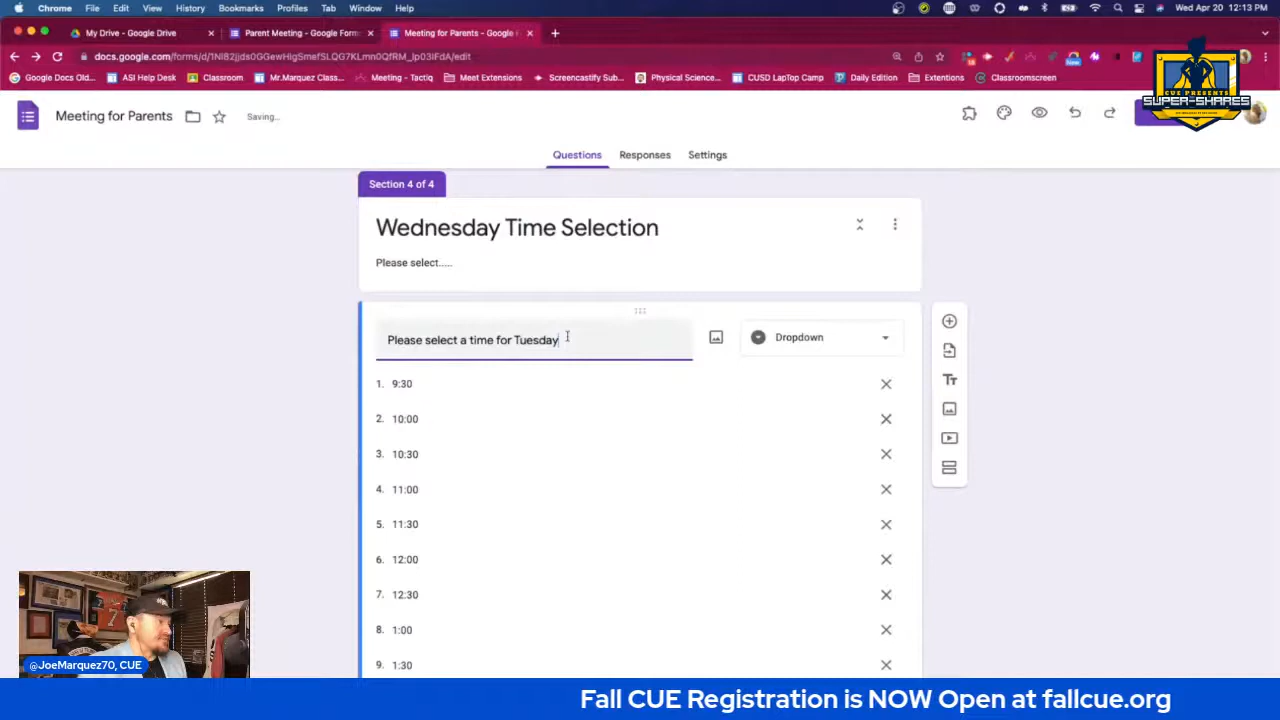 Chrome File Edit View History Bookmarks Profiles Tab Window Help
Wed Apr 20 12:13 PM
My Drive - Google Drive
Parent Meeting - Google Form
Meeting for Parents - Google F
docs.google.com/forms/d/1NI82jjds0GGewHIgSmefSLQG7KLmn0QfRM_lp03IFdA/edit
Google Docs Old...
ASI Help Desk
Classroom
Mr.Marquez Class...
Meeting - Tactiq
Meet Extensions
Screencastify Sub...
Physical Science...
CUSD LapTop Camp
Daily Edition
Extentions
Classroomscreen
CUE PRESENTS
SUPER-SHARES
Meeting for Parents
Saving...
Questions Responses Settings
Section 4 of 4
Wednesday Time Selection
Please select.....
Please select a time for Tuesday
Dropdown
1. 9:30
2. 10:00
3. 10:30
4. 11:00
5. 11:30
6. 12:00
7. 12:30
8. 1:00
9. 1:30
@JoeMarquez70, CUE
Fall CUE Registration is NOW Open at fallcue.org